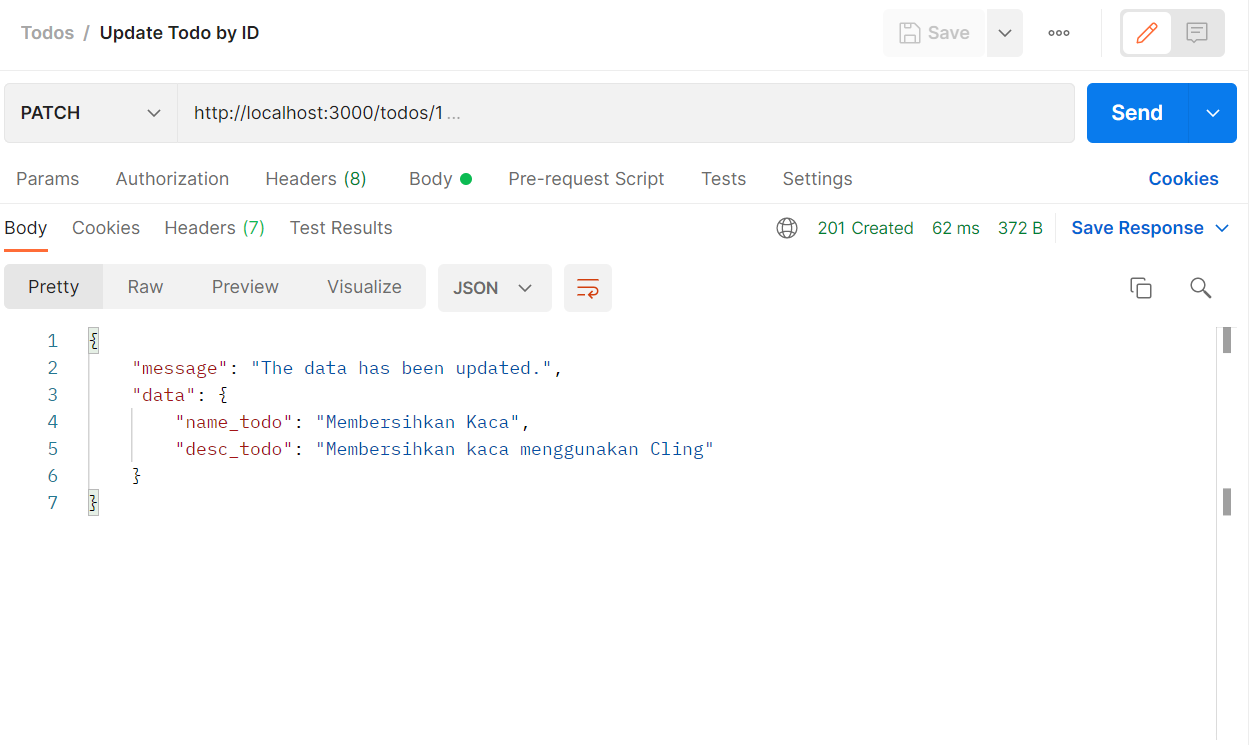 Todos / Update Todo by ID Save
PATCH http://localhost:3000/todos/1 ... Send
Params Authorization Headers (8) Body Pre-request Script Tests Settings Cookies
Body Cookies Headers (7) Test Results 201 Created 62 ms 372 B Save Response
Pretty Raw Preview Visualize JSON
1 {
2 "message": "The data has been updated.",
3 "data": {
4 "name_todo": "Membersihkan Kaca",
5 "desc_todo": "Membersihkan kaca menggunakan Cling"
6 }
7 }